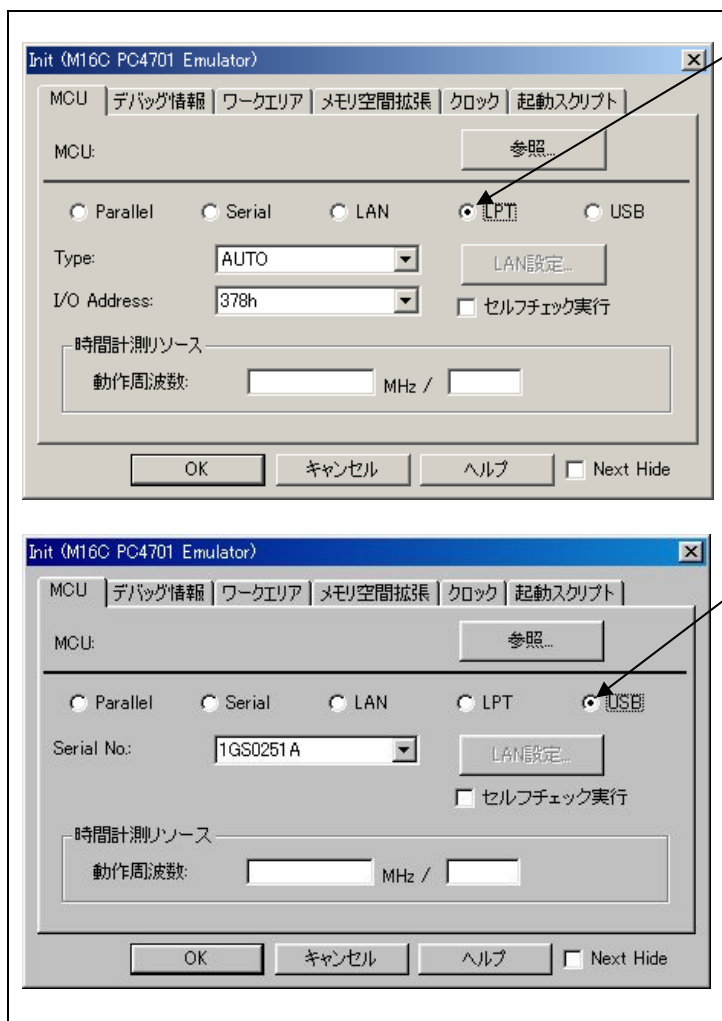 Init (M16C PC4701 Emulator)
MCU デバッグ情報 ワークエリア メモリ空間拡張 クロック 起動スクリプト
MCU: 参照...
Parallel Serial LAN LPT USB
Type: AUTO LAN設定...
I/O Address: 378h セルフチェック実行
時間計測リソース
動作周波数: MHz /
OK キャンセル ヘルプ Next Hide
Init (M16C PC4701 Emulator)
MCU デバッグ情報 ワークエリア メモリ空間拡張 クロック 起動スクリプト
MCU: 参照...
Parallel Serial LAN LPT USB
Serial No.: 1GS0251A LAN設定...
セルフチェック実行
時間計測リソース
動作周波数: MHz /
OK キャンセル ヘルプ Next Hide